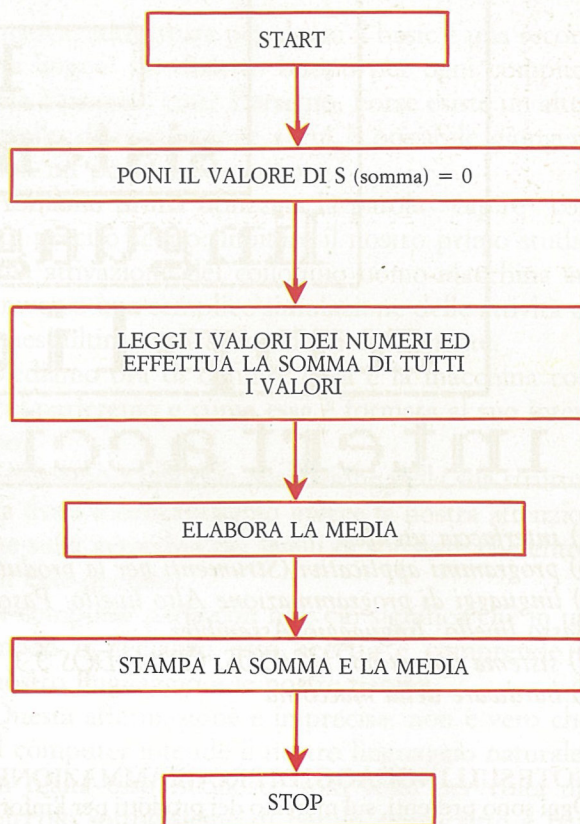 START
PONI IL VALORE DI S (somma) = 0
LEGGI I VALORI DEI NUMERI ED
EFFETTUA LA SOMMA DI TUTTI
I VALORI
ELABORA LA MEDIA
STAMPA LA SOMMA E LA MEDIA
STOP